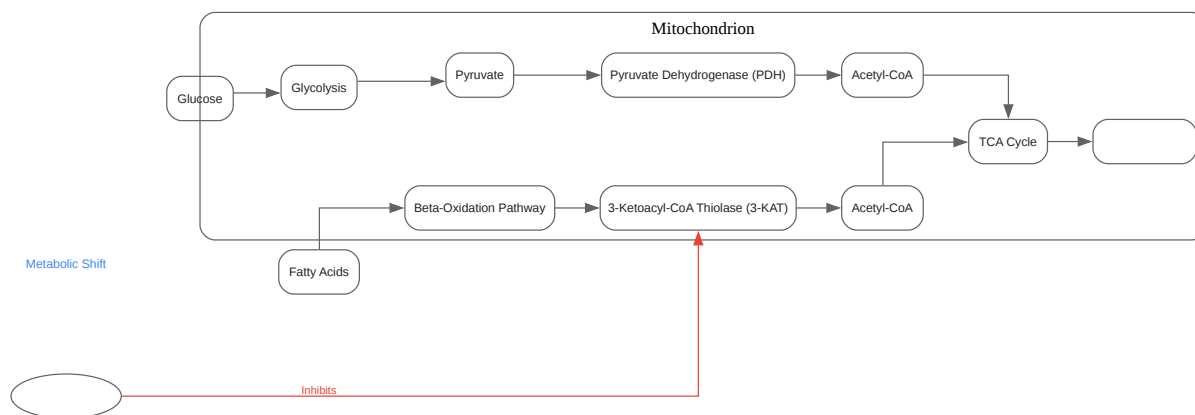 Mitochondrion
Glucose
Glycolysis
Pyruvate
Pyruvate Dehydrogenase (PDH)
Acetyl-CoA
TCA Cycle
Beta-Oxidation Pathway
3-Ketoacyl-CoA Thiolase (3-KAT)
Acetyl-CoA
Fatty Acids
Metabolic Shift
Inhibits